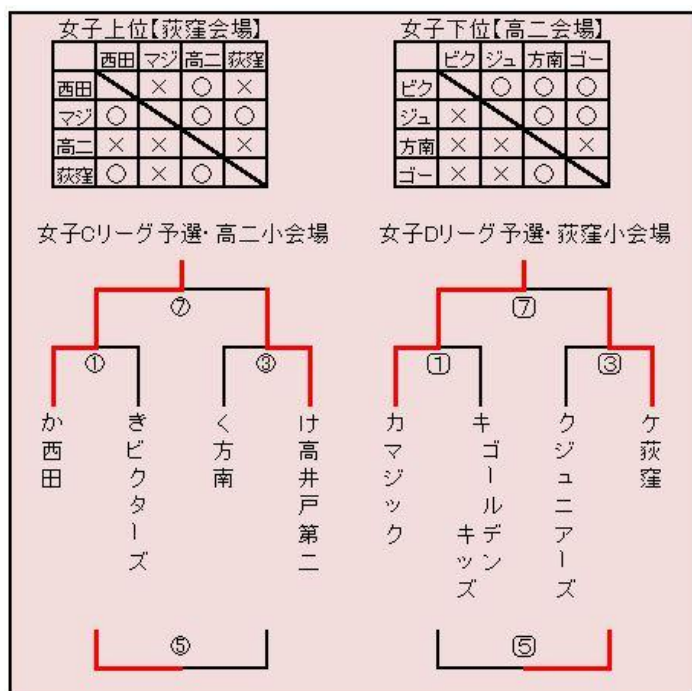 女子上位【荻窪会場】
西田 マジ 高二 荻窪
西田 × ○ ×
マジ ○ ○ ○
高二 × × ×
荻窪 ○ × ○
女子下位【高二会場】
ビク ジュ 方南 ゴー
ビク ○ ○ ○
ジュ × ○ ○
方南 × × ×
ゴー × × ○
女子Cリーグ予選・高二小会場
⑦
① ③
か西田
きビクターズ
く方南
け高井戸第二
⑤
女子Dリーグ予選・荻窪小会場
⑦
① ③
カマジック
キゴールデン
キッズ
クジュニアーズ
ケ荻窪
⑤